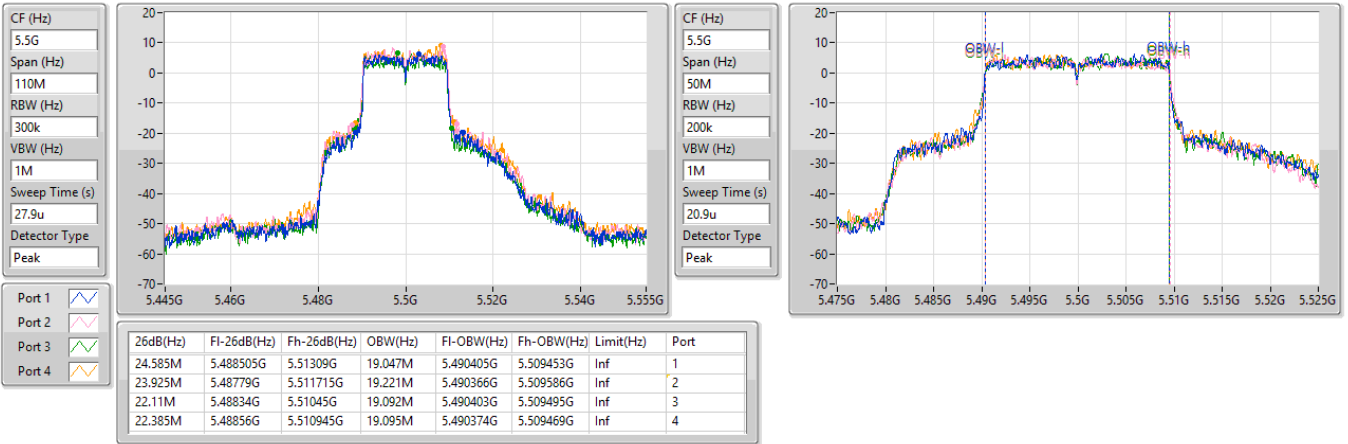 CF (Hz)
5.5G
Span (Hz)
110M
RBW (Hz)
300k
VBW (Hz)
1M
Sweep Time (s)
27.9u
Detector Type
Peak
20
10
0
-10
-20
-30
-40
-50
-60
-70
5.445G 5.46G 5.48G 5.5G 5.52G 5.54G 5.555G
CF (Hz)
5.5G
Span (Hz)
50M
RBW (Hz)
200k
VBW (Hz)
1M
Sweep Time (s)
20.9u
Detector Type
Peak
20
10
0
-10
-20
-30
-40
-50
-60
-70
OBW-l OBW-h
5.475G 5.48G 5.485G 5.49G 5.495G 5.5G 5.505G 5.51G 5.515G 5.52G 5.525G
Port 1
Port 2
Port 3
Port 4
26dB(Hz) Fl-26dB(Hz) Fh-26dB(Hz) OBW(Hz) Fl-OBW(Hz) Fh-OBW(Hz) Limit(Hz) Port
24.585M 5.488505G 5.51309G 19.047M 5.490405G 5.509453G Inf 1
23.925M 5.48779G 5.511715G 19.221M 5.490366G 5.509586G Inf 2
22.11M 5.48834G 5.51045G 19.092M 5.490403G 5.509495G Inf 3
22.385M 5.48856G 5.510945G 19.095M 5.490374G 5.509469G Inf 4